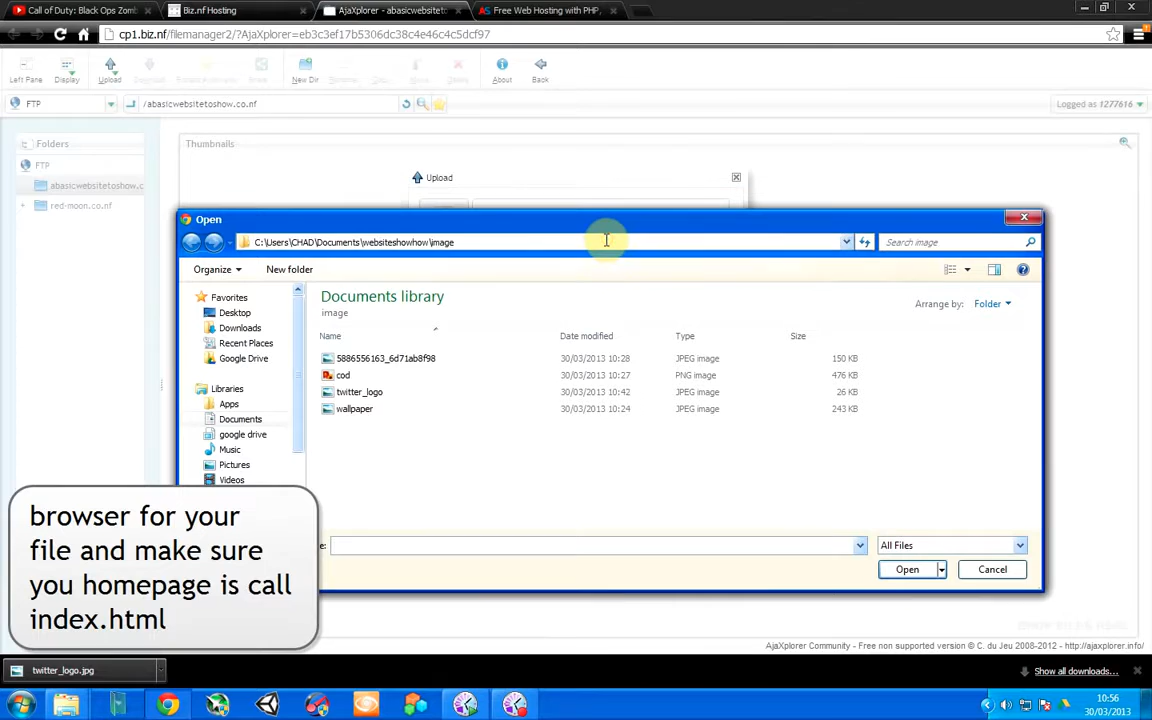 Call of Duty: Black Ops Zomb
Biz.nf Hosting
AjaXplorer - abasicwebsiteto
Free Web Hosting with PHP,
cp1.biz.nf/filemanager2/?AjaXplorer=eb3c3ef17b5306dc38c4e46c4c5dcf97
Left Pane
Display
Upload
New Dir
About
Back
FTP
/abasicwebsitetoshow.co.nf
Logged as 1277616
Folders
Thumbnails
FTP
abasicwebsitetoshow.c
red-moon.co.nf
Upload
Open
C:\Users\CHAD\Documents\websiteshowhow\image
Search image
Organize
New folder
Favorites
Desktop
Downloads
Recent Places
Google Drive
Libraries
Apps
Documents
google drive
Music
Pictures
Videos
Documents library
image
Arrange by: Folder
Name Date modified Type Size
5886556163_6d71ab8f98 30/03/2013 10:28 JPEG image 150 KB
cod 30/03/2013 10:27 PNG image 476 KB
twitter_logo 30/03/2013 10:42 JPEG image 26 KB
wallpaper 30/03/2013 10:24 JPEG image 243 KB
e:
All Files
Open
Cancel
browser for your
file and make sure
you homepage is call
index.html
AjaXplorer Community - Free non supported version © C. du Jeu 2008-2012 - http://ajaxplorer.info/
twitter_logo.jpg
Show all downloads...
10:56
30/03/2013